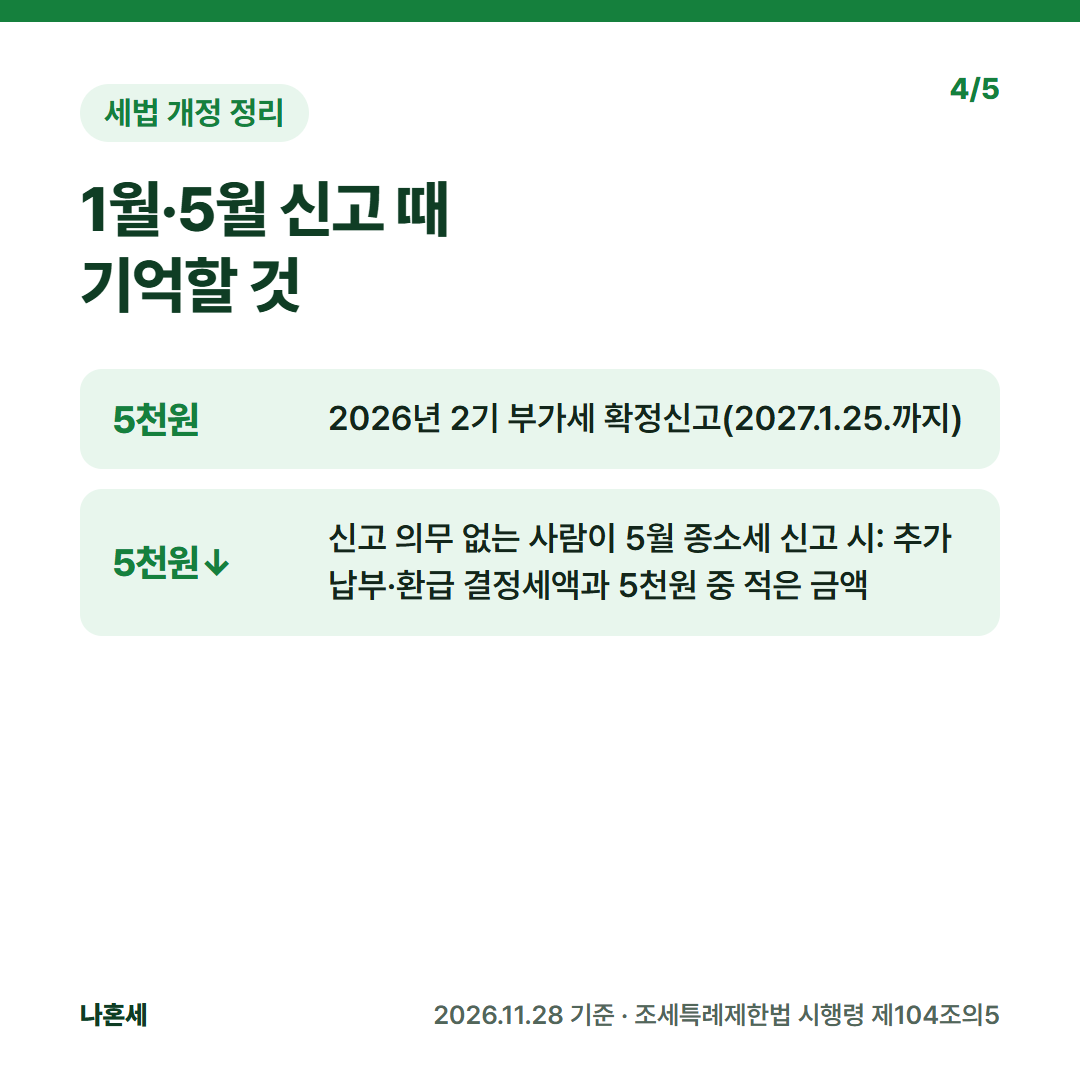 세법 개정 정리
4/5
1월·5월 신고 때
기억할 것
5천원
2026년 2기 부가세 확정신고(2027.1.25.까지)
5천원↓
신고 의무 없는 사람이 5월 종소세 신고 시: 추가
납부·환급 결정세액과 5천원 중 적은 금액
나혼세
2026.11.28 기준 · 조세특례제한법 시행령 제104조의5